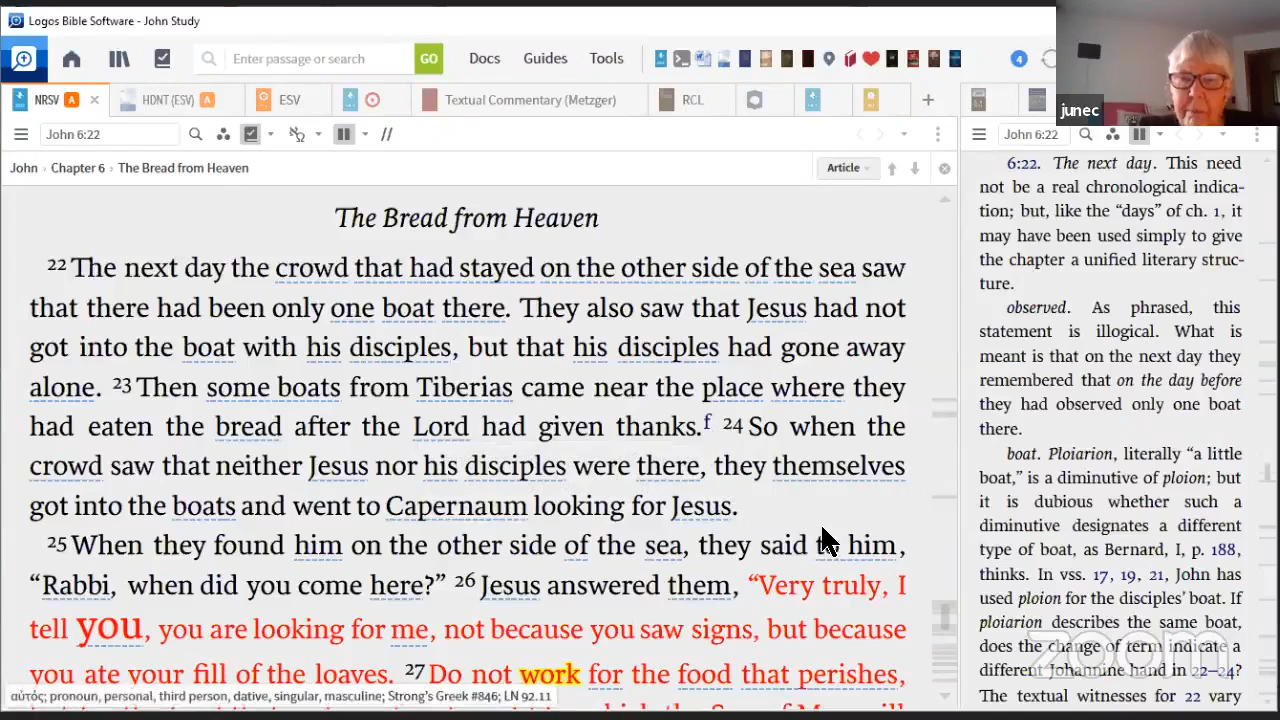 Logos Bible Software - John Study
Enter passage or search
GO
Docs
Guides
Tools
4
junec
NRSV
A
HDNT (ESV)
A
ESV
Textual Commentary (Metzger)
RCL
John 6:22
John › Chapter 6 › The Bread from Heaven
Article
The Bread from Heaven
22 The next day the crowd that had stayed on the other side of the sea saw
that there had been only one boat there. They also saw that Jesus had not
got into the boat with his disciples, but that his disciples had gone away
alone. 23 Then some boats from Tiberias came near the place where they
had eaten the bread after the Lord had given thanks.f 24 So when the
crowd saw that neither Jesus nor his disciples were there, they themselves
got into the boats and went to Capernaum looking for Jesus.
25 When they found him on the other side of the sea, they said to him,
“Rabbi, when did you come here?” 26 Jesus answered them, “Very truly, I
tell you, you are looking for me, not because you saw signs, but because
you ate your fill of the loaves. 27 Do not work for the food that perishes,
αὐτός; pronoun, personal, third person, dative, singular, masculine; Strong's Greek #846; LN 92.11
John 6:22
6:22. The next day. This need
not be a real chronological indica-
tion; but, like the “days” of ch. 1, it
may have been used simply to give
the chapter a unified literary struc-
ture.
observed. As phrased, this
statement is illogical. What is
meant is that on the next day they
remembered that on the day before
they had observed only one boat
there.
boat. Ploiarion, literally “a little
boat,” is a diminutive of ploion; but
it is dubious whether such a
diminutive designates a different
type of boat, as Bernard, I, p. 188,
thinks. In vss. 17, 19, 21, John has
used ploion for the disciples’ boat. If
ploiarion describes the same boat,
does the change of term indicate a
different Johannine hand in 22–24?
The textual witnesses for 22 vary
zoom